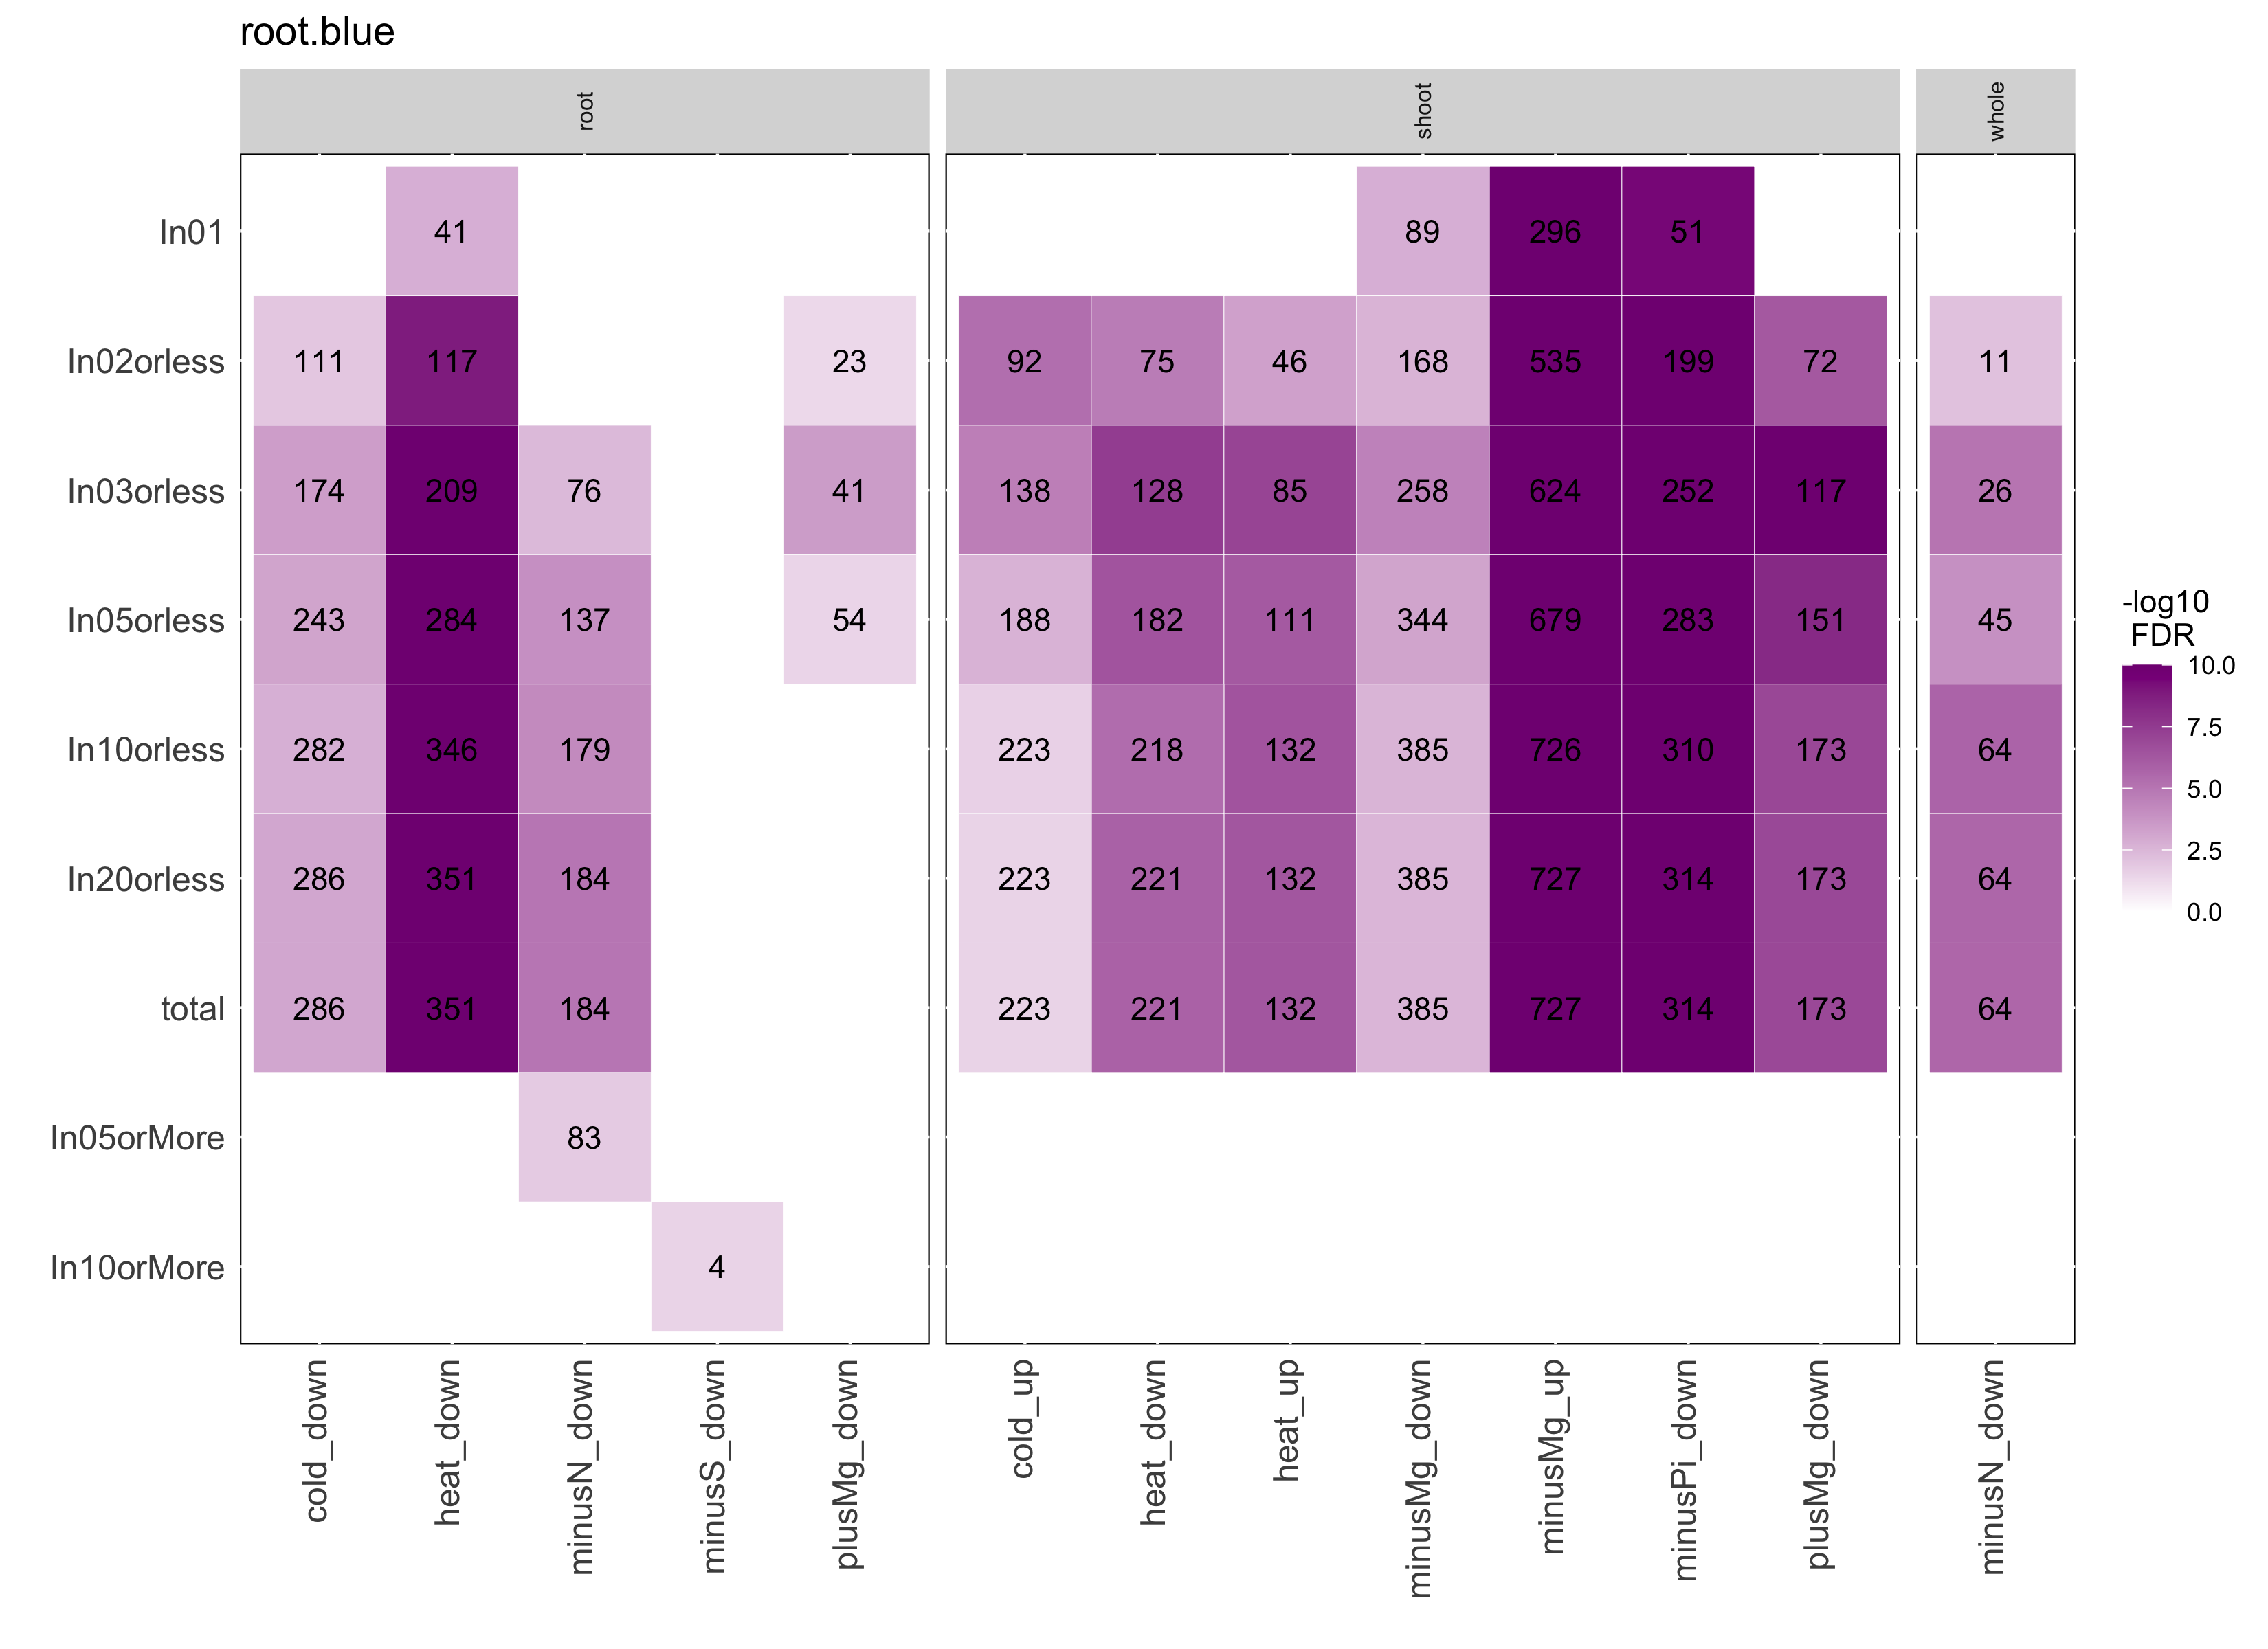 root.blue
root
shoot
whole
In01
41
89
296
51
In02orless
111
117
23
92
75
46
168
535
199
72
11
In03orless
174
209
76
41
138
128
85
258
624
252
117
26
In05orless
243
284
137
54
188
182
111
344
679
283
151
45
In10orless
282
346
179
223
218
132
385
726
310
173
64
In20orless
286
351
184
223
221
132
385
727
314
173
64
total
286
351
184
223
221
132
385
727
314
173
64
In05orMore
83
In10orMore
4
cold_down
heat_down
minusN_down
minusS_down
plusMg_down
cold_up
heat_down
heat_up
minusMg_down
minusMg_up
minusPi_down
plusMg_down
minusN_down
-log10
FDR
10.0
7.5
5.0
2.5
0.0